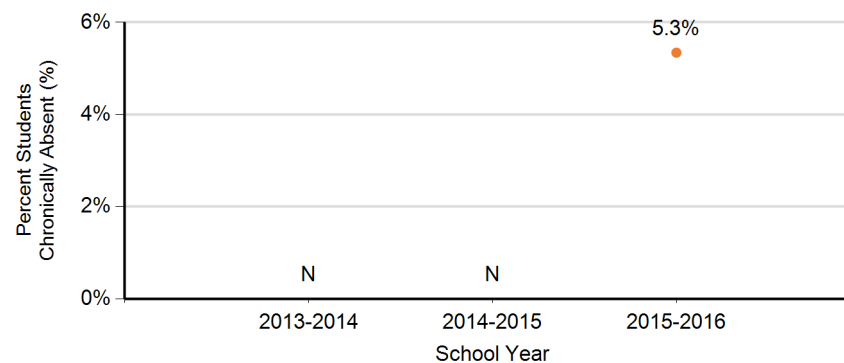 Percent Students
Chronically Absent (%)
6%
4%
2%
0%
5.3%
N
N
2013-2014
2014-2015
2015-2016
School Year